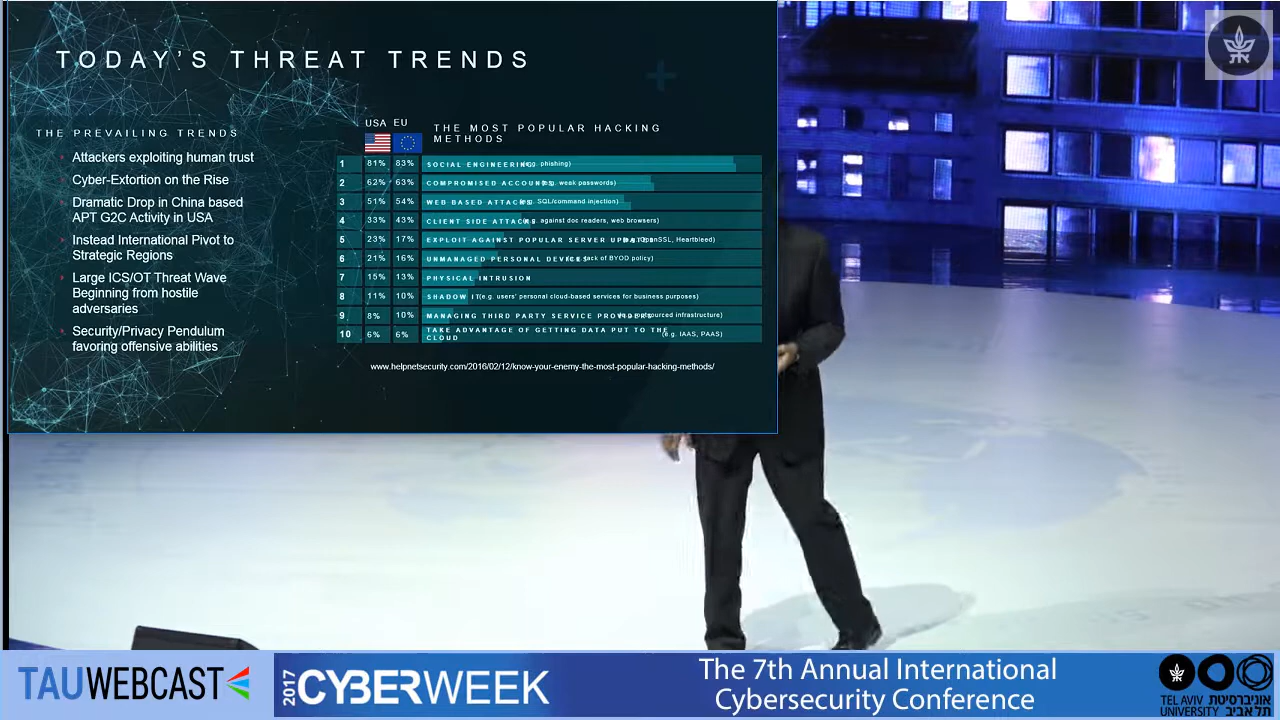 TODAY'S THREAT TRENDS
THE PREVAILING TRENDS
Attackers exploiting human trust
Cyber-Extortion on the Rise
Dramatic Drop in China based
APT G2C Activity in USA
Instead International Pivot to
Strategic Regions
Large ICS/OT Threat Wave
Beginning from hostile
adversaries
Security/Privacy Pendulum
favoring offensive abilities
USA EU
THE MOST POPULAR HACKING
METHODS
1 81% 83% SOCIAL ENGINEERING (e.g. phishing)
2 62% 63% COMPROMISED ACCOUNTS (e.g. weak passwords)
3 51% 54% WEB BASED ATTACKS (e.g. SQL/command injection)
4 33% 43% CLIENT SIDE ATTACKS (e.g. against doc readers, web browsers)
5 23% 17% EXPLOIT AGAINST POPULAR SERVER UPDATES (e.g. OpenSSL, Heartbleed)
6 21% 16% UNMANAGED PERSONAL DEVICES (e.g. lack of BYOD policy)
7 15% 13% PHYSICAL INTRUSION
8 11% 10% SHADOW IT (e.g. users' personal cloud-based services for business purposes)
9 8% 10% MANAGING THIRD PARTY SERVICE PROVIDERS (e.g. outsourced infrastructure)
10 6% 6% TAKE ADVANTAGE OF GETTING DATA PUT TO THE
CLOUD (e.g. IAAS, PAAS)
www.helpnetsecurity.com/2016/02/12/know-your-enemy-the-most-popular-hacking-methods/
TAUWEBCAST
2017 CYBERWEEK
The 7th Annual International
Cybersecurity Conference
TEL AVIV אוניברסיטת
UNIVERSITY תל אביב